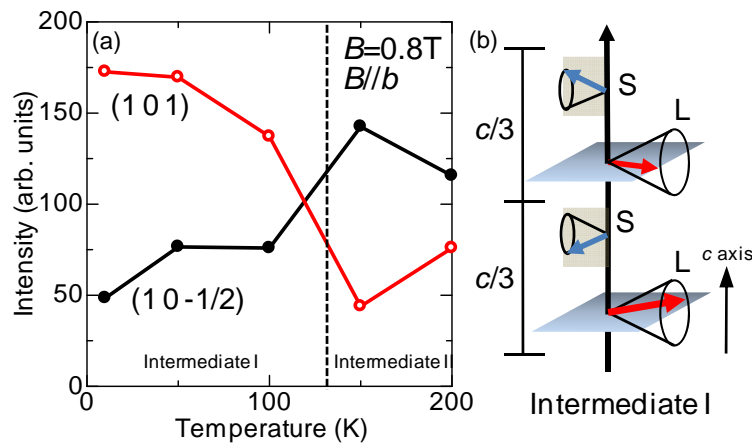 (a)
B=0.8T
B//b
(1 0 1)
(1 0 -1/2)
Intermediate I
Intermediate II
200
150
100
50
0
Intensity (arb. units)
0
100
200
Temperature (K)
(b)
S
L
c/3
S
c/3
L
c axis
Intermediate I